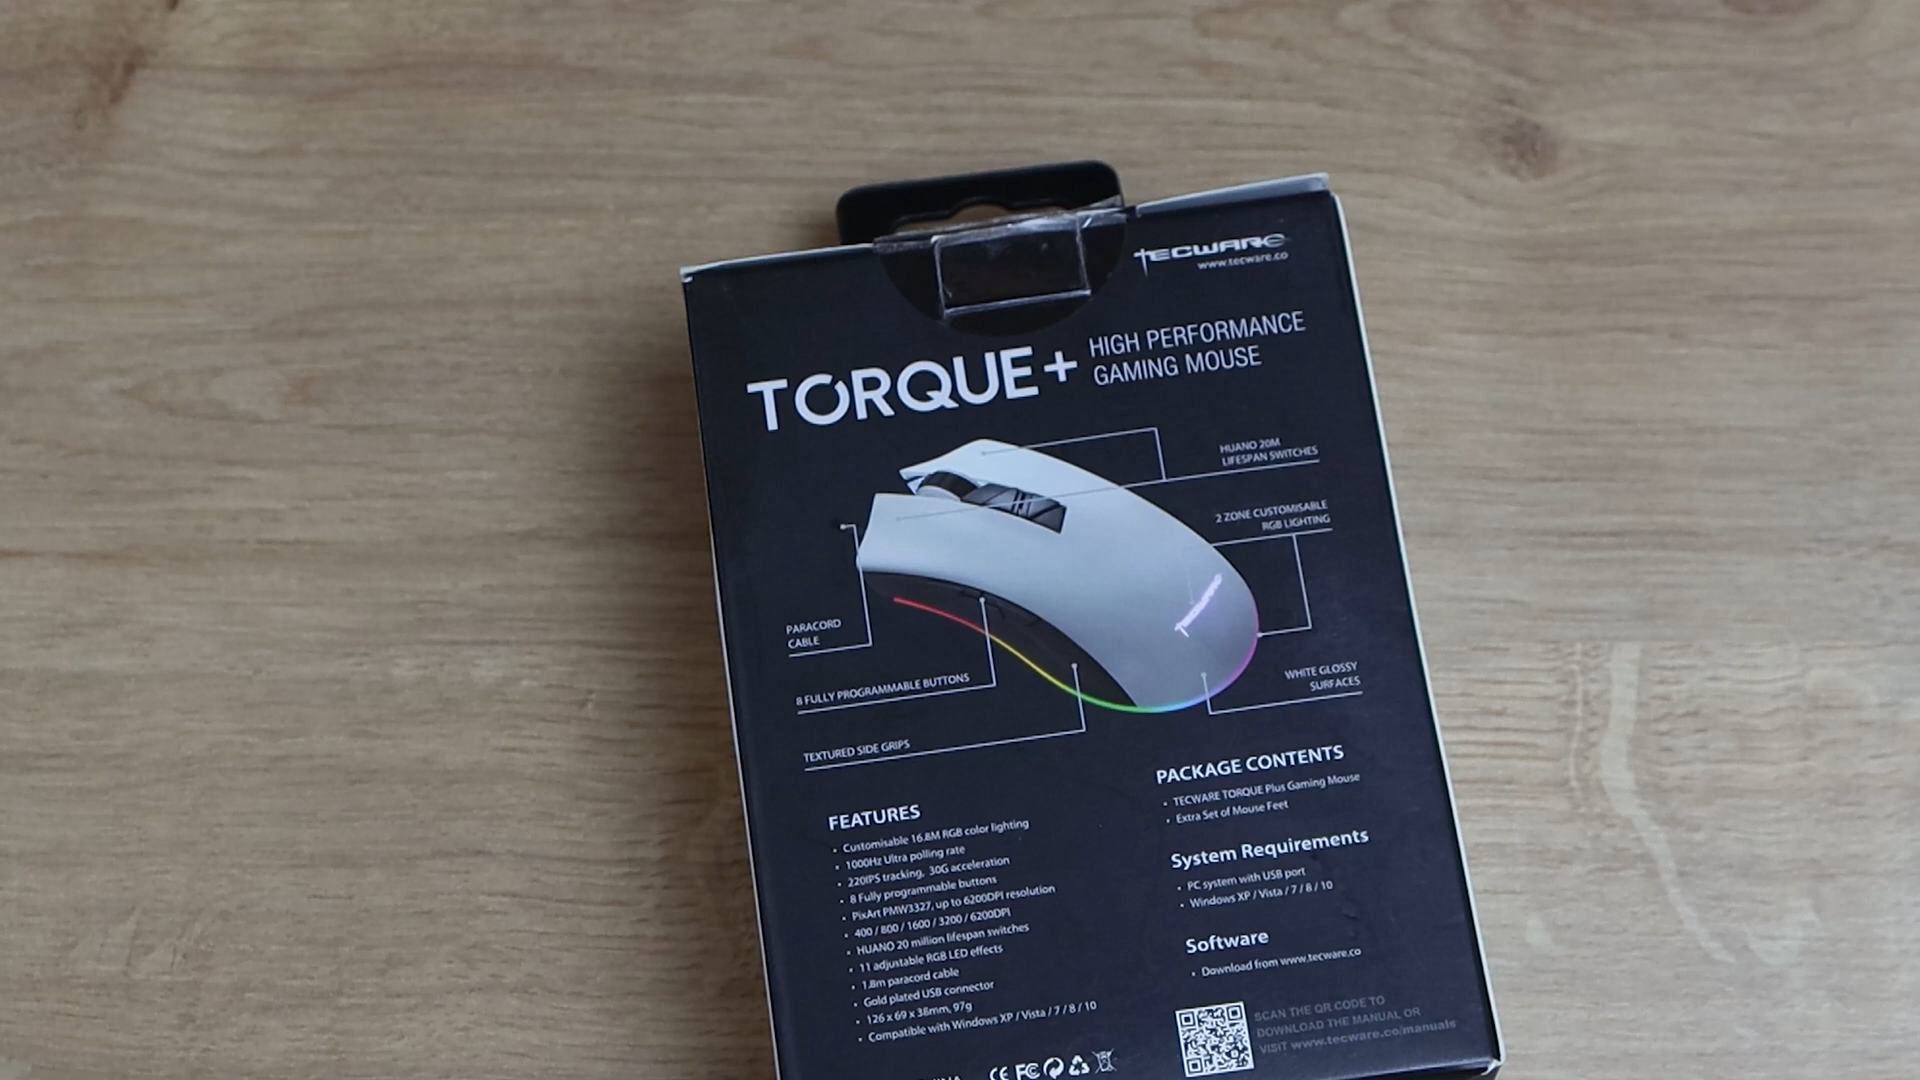 TECWARE
www.tecware.co
TORQUE+
HIGH PERFORMANCE
GAMING MOUSE
HUANO 20M
LIFESPAN SWITCHES
2 ZONE CUSTOMISABLE
RGB LIGHTING
TECWARE
PARACORD
CABLE
8 FULLY PROGRAMMABLE BUTTONS
WHITE GLOSSY
SURFACES
TEXTURED SIDE GRIPS
FEATURES
• Customisable 16.8M RGB color lighting
• 1000Hz Ultra polling rate
• 220IPS tracking, 30G acceleration
• 8 Fully programmable buttons
• PixArt PMW3327, up to 6200DPI resolution
• 400 / 800 / 1600 / 3200 / 6200DPI
• HUANO 20 million lifespan switches
• 11 adjustable RGB LED effects
• 1.8m paracord cable
• Gold plated USB connector
• 126 x 69 x 38mm, 97g
• Compatible with Windows XP / Vista / 7 / 8 / 10
PACKAGE CONTENTS
• TECWARE TORQUE Plus Gaming Mouse
• Extra Set of Mouse Feet
System Requirements
• PC system with USB port
• Windows XP / Vista / 7 / 8 / 10
Software
• Download from www.tecware.co
SCAN THE QR CODE TO
DOWNLOAD THE MANUAL OR
VISIT www.tecware.co/manuals
CE FC